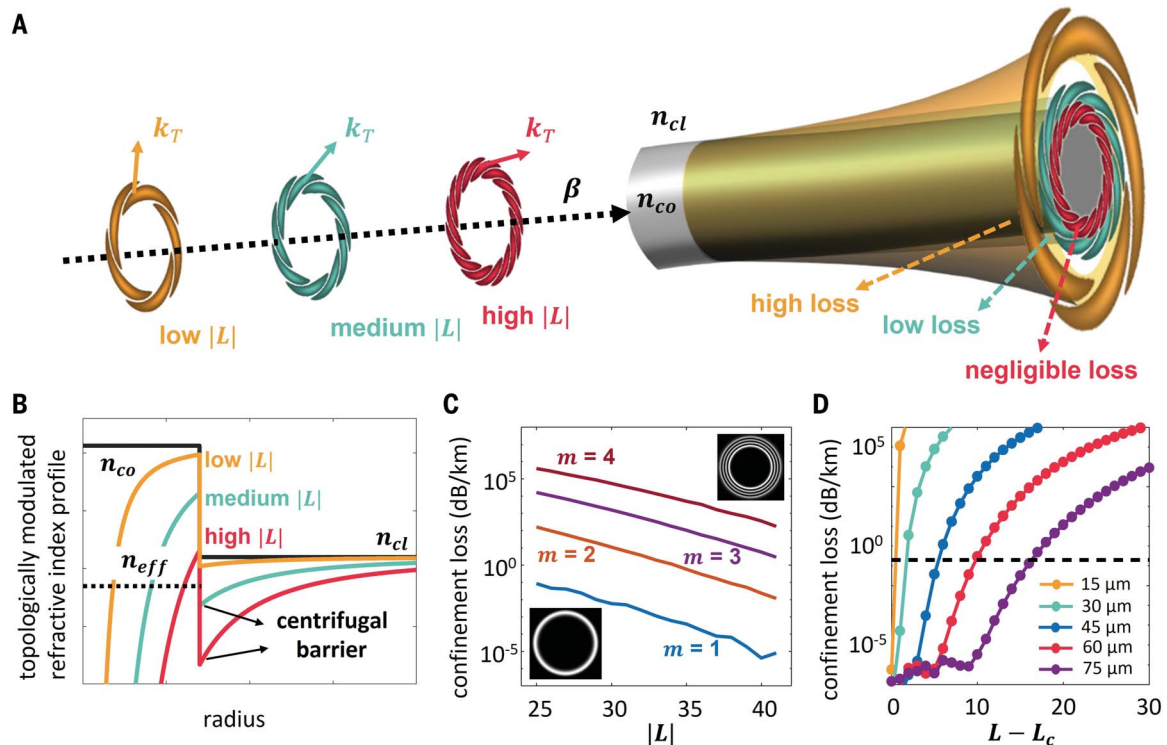 A
k_T
k_T
k_T
β
n_cl
n_co
low |L|
medium |L|
high |L|
high loss
low loss
negligible loss
B
topologically modulated
refractive index profile
n_co
low |L|
medium |L|
high |L|
n_eff
n_cl
centrifugal
barrier
radius
C
confinement loss (dB/km)
10^5
10^0
10^-5
m = 4
m = 2
m = 3
m = 1
25 30 35 40
|L|
D
confinement loss (dB/km)
10^5
10^0
10^-5
15 μm
30 μm
45 μm
60 μm
75 μm
0 10 20 30
L − L_c